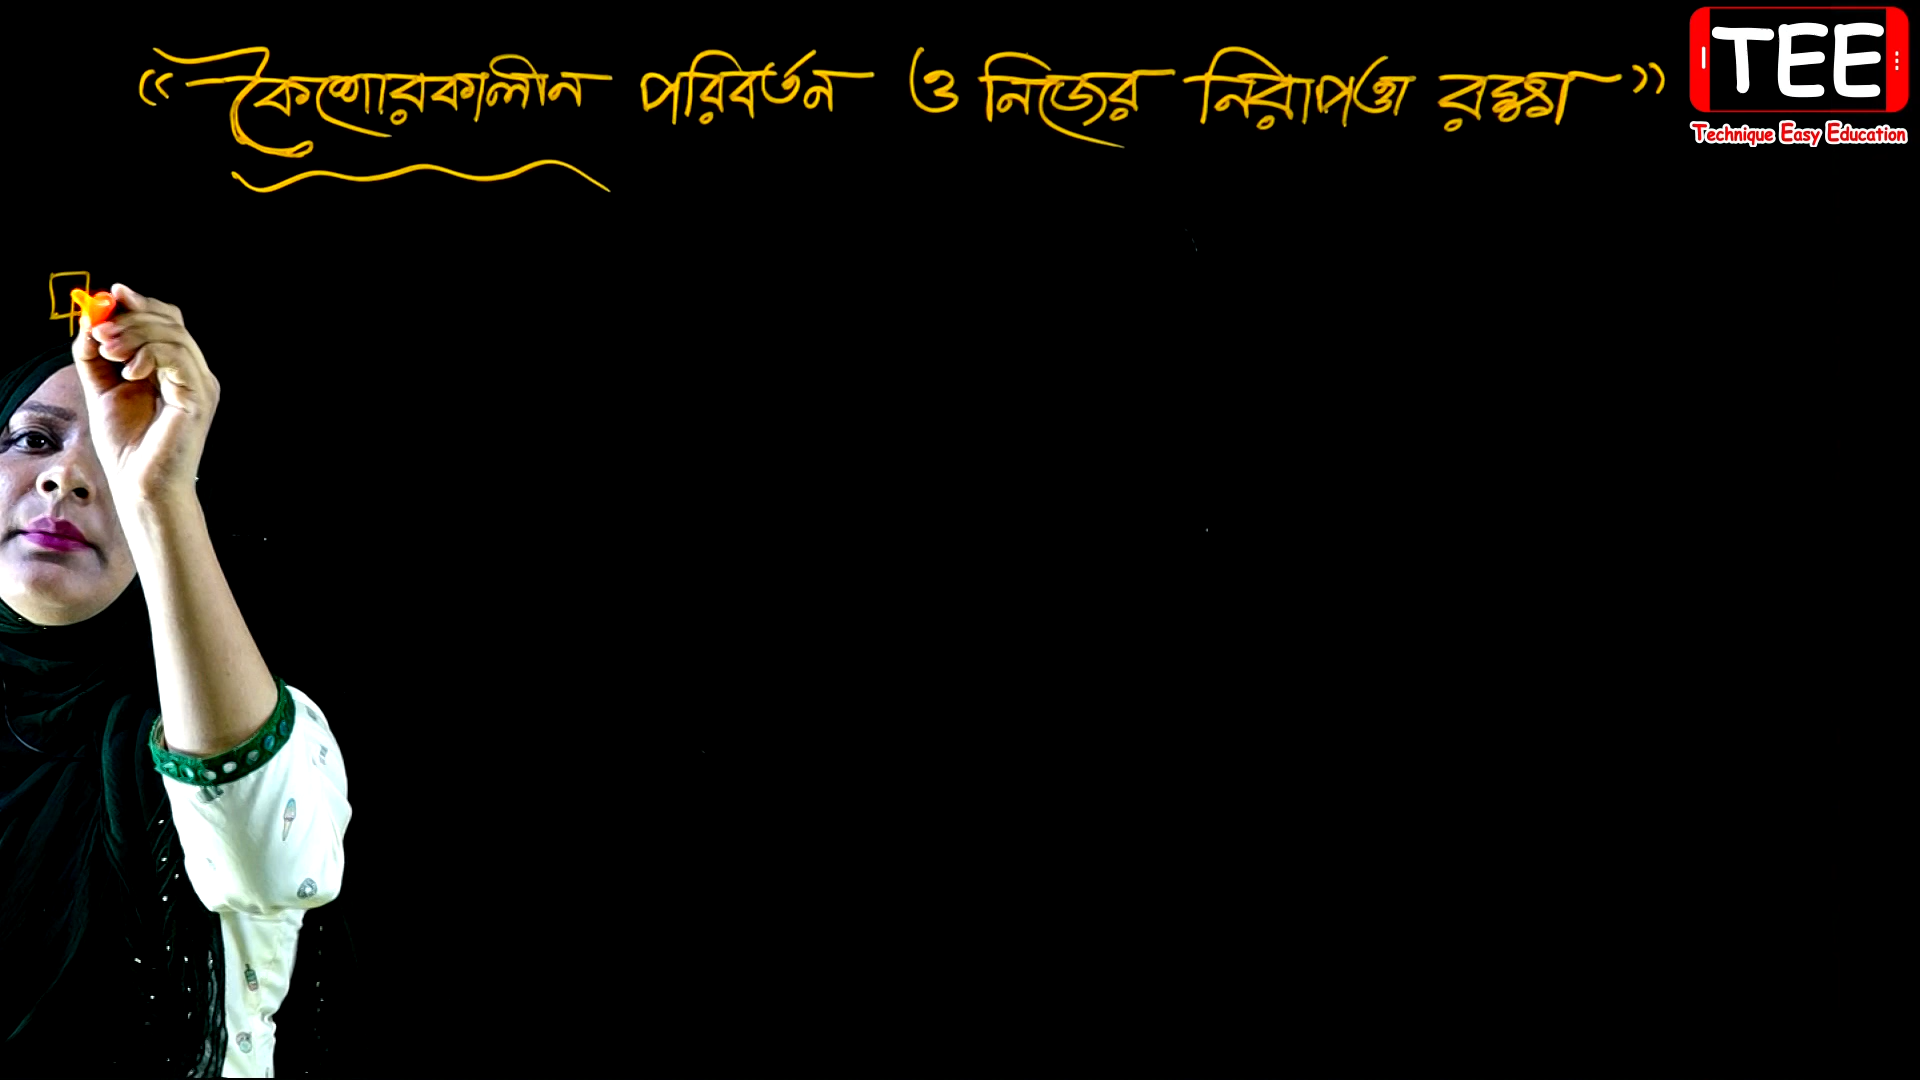 “কৈশোরকালীন পরিবর্তন ও নিজের নিরাপত্তা রক্ষা”
TEE
Technique Easy Education